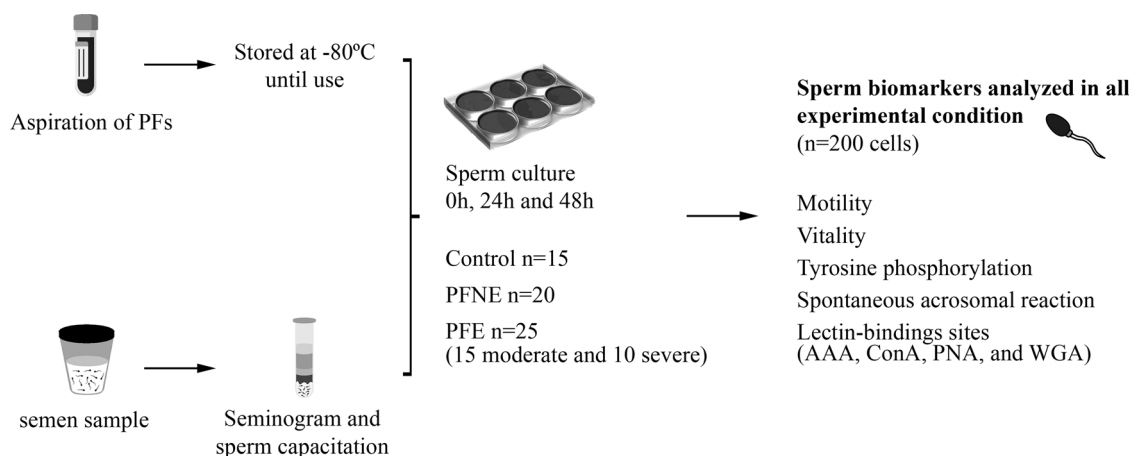 Aspiration of PFs
Stored at -80ºC
until use
semen sample
Seminogram and
sperm capacitation
Sperm culture
0h, 24h and 48h
Control n=15
PFNE n=20
PFE n=25
(15 moderate and 10 severe)
Sperm biomarkers analyzed in all
experimental condition
(n=200 cells)
Motility
Vitality
Tyrosine phosphorylation
Spontaneous acrosomal reaction
Lectin-bindings sites
(AAA, ConA, PNA, and WGA)